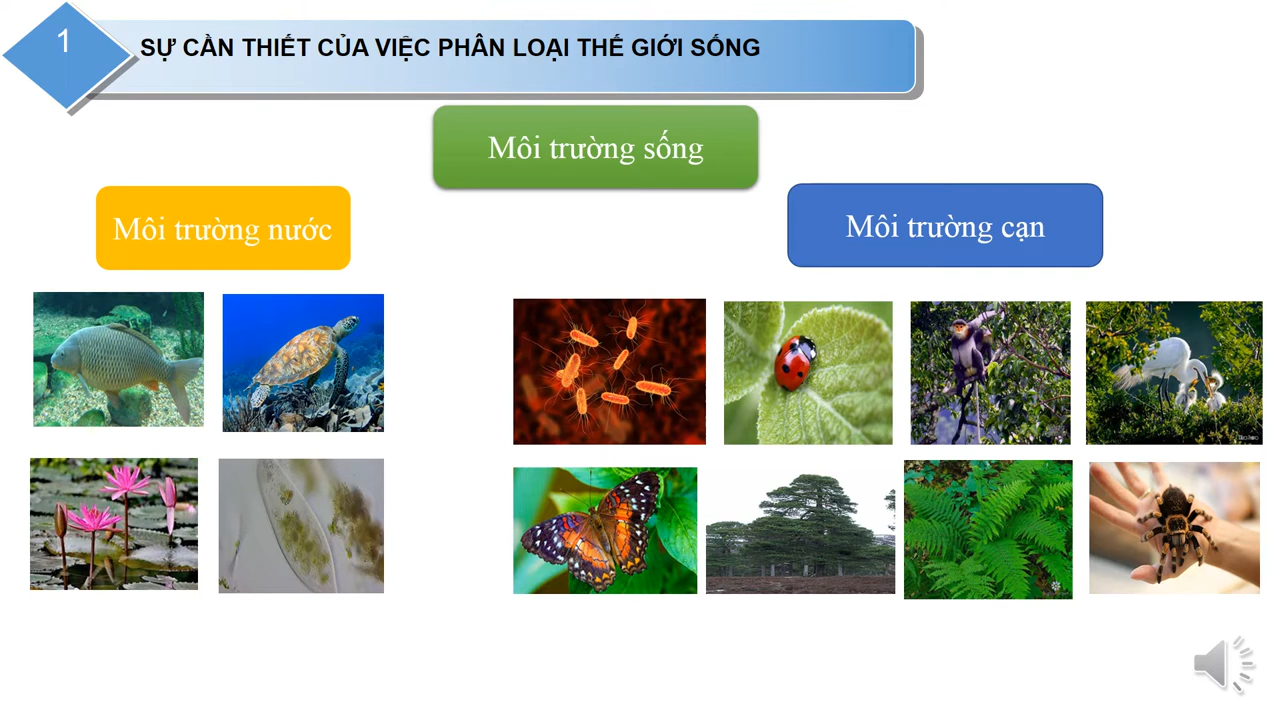 1
SỰ CẦN THIẾT CỦA VIỆC PHÂN LOẠI THẾ GIỚI SỐNG
Môi trường sống
Môi trường nước
Môi trường cạn